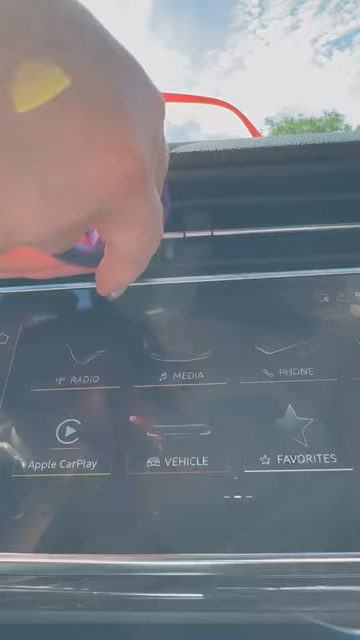 RADIO
MEDIA
PHONE
Apple CarPlay
VEHICLE
FAVORITES